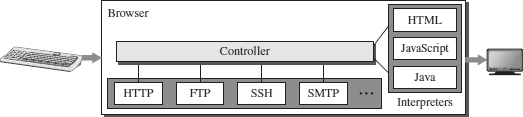 Browser
HTML
Controller
JavaScript
Java
HTTP FTP SSH SMTP ...
Interpreters